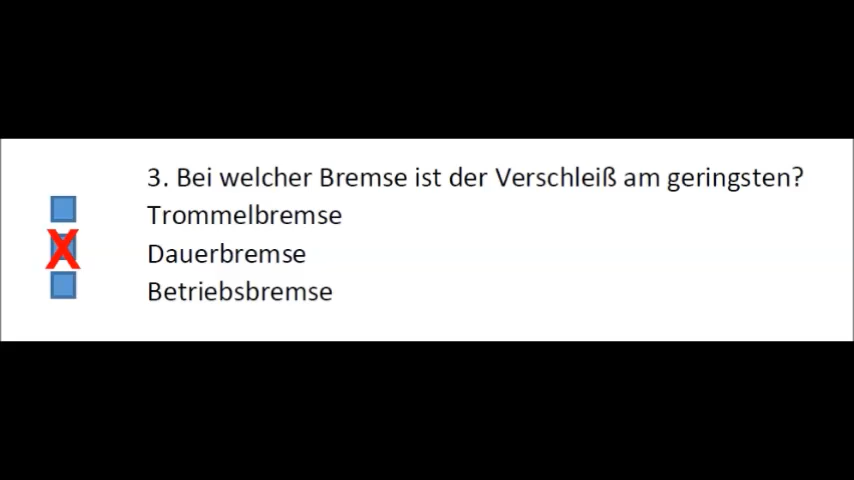 3. Bei welcher Bremse ist der Verschleiß am geringsten?
Trommelbremse
X Dauerbremse
Betriebsbremse